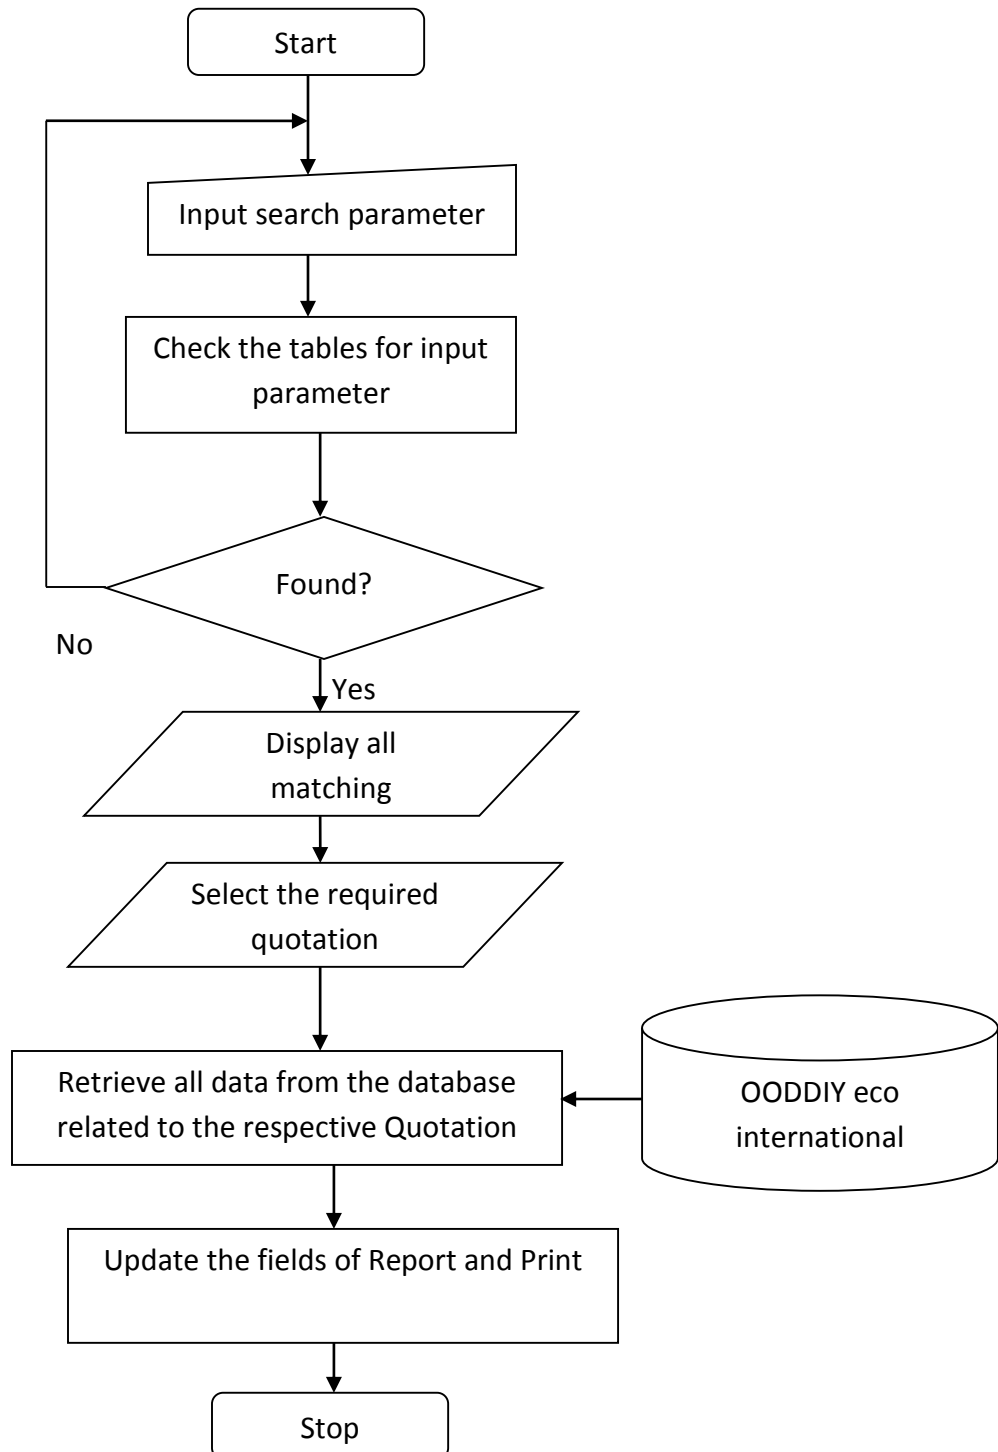 Start
Input search parameter
Check the tables for input
parameter
Found?
No
Yes
Display all
matching
Select the required
quotation
Retrieve all data from the database
related to the respective Quotation
OODDIY eco
international
Update the fields of Report and Print
Stop